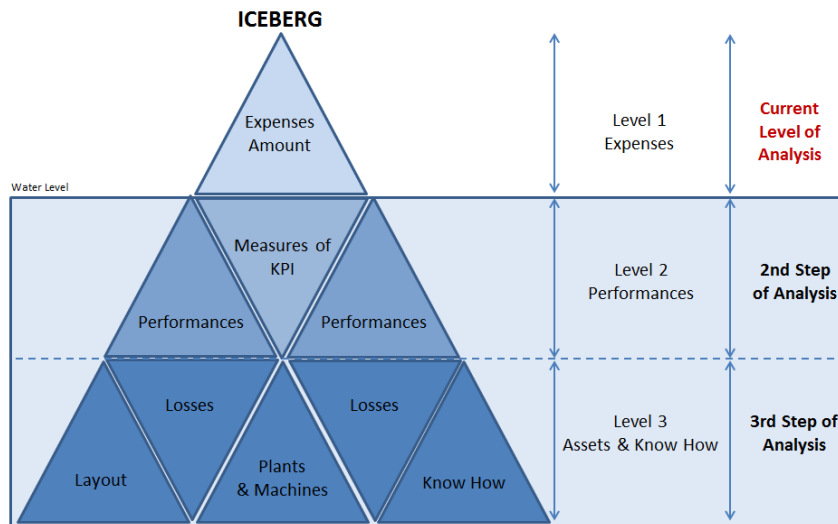 ICEBERG
Expenses
Amount
Level 1
Expenses
Current
Level of
Analysis
Water Level
Measures of
KPI
Performances
Performances
Level 2
Performances
2nd Step
of Analysis
Losses
Losses
Layout
Plants
& Machines
Know How
Level 3
Assets & Know How
3rd Step of
Analysis